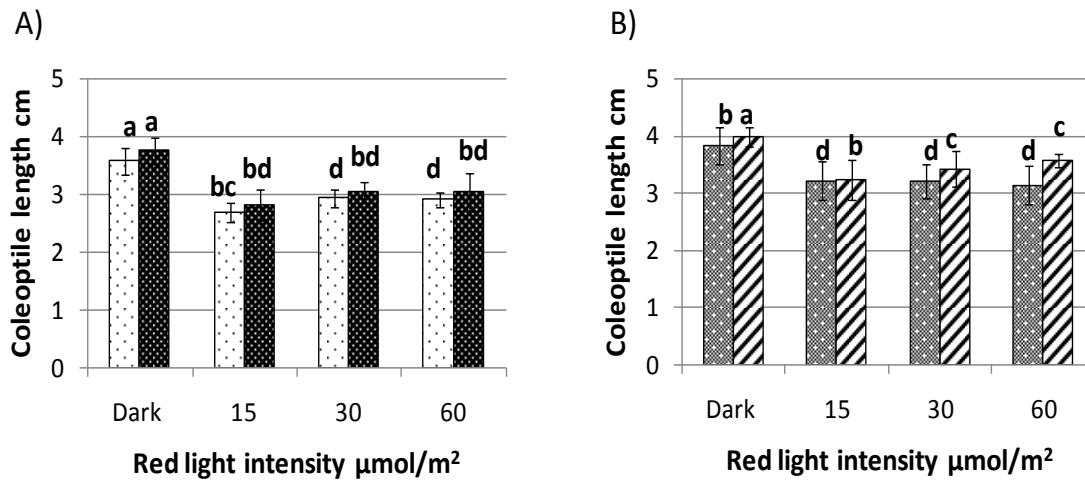 A)
5
4
3
2
1
0
Coleoptile length cm
a a
bc bd
d bd
d bd
Dark 15 30 60
Red light intensity µmol/m²
B)
5
4
3
2
1
0
Coleoptile length cm
b a
d b
d c
d c
Dark 15 30 60
Red light intensity µmol/m²